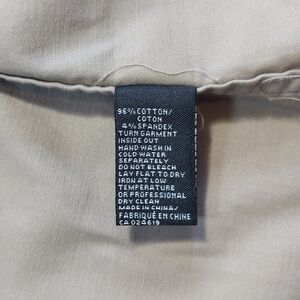 96% COTTON/
COTON
4% SPANDEX
TURN GARMENT
INSIDE OUT
HAND WASH IN
COLD WATER
SEPARATELY
DO NOT BLEACH
LAY FLAT TO DRY
IRON AT LOW
TEMPERATURE
OR PROFESSIONAL
DRY CLEAN
MADE IN CHINA/
FABRIQUÉ EN CHINE
CA 024619